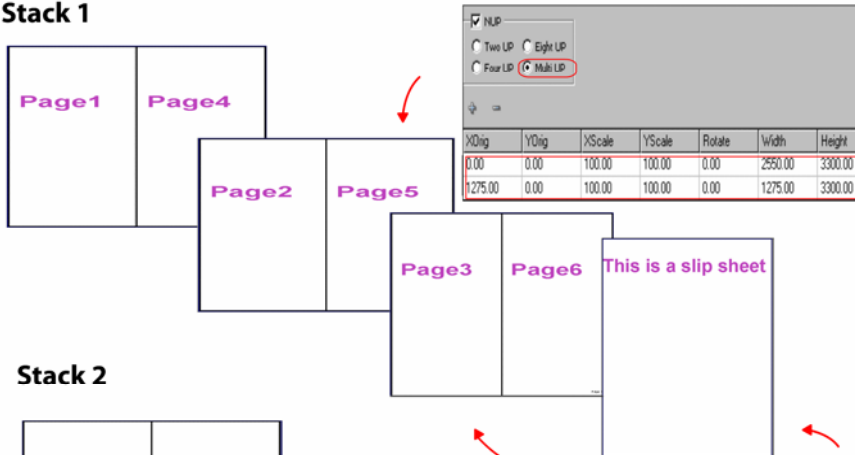 Stack 1
NUP
Two UP Eight UP
Four UP Multi UP
XOrig YOrig XScale YScale Rotate Width Height
0.00 0.00 100.00 100.00 0.00 2550.00 3300.00
1275.00 0.00 100.00 100.00 0.00 1275.00 3300.00
Page1 Page4
Page2 Page5
Page3 Page6
This is a slip sheet
Stack 2